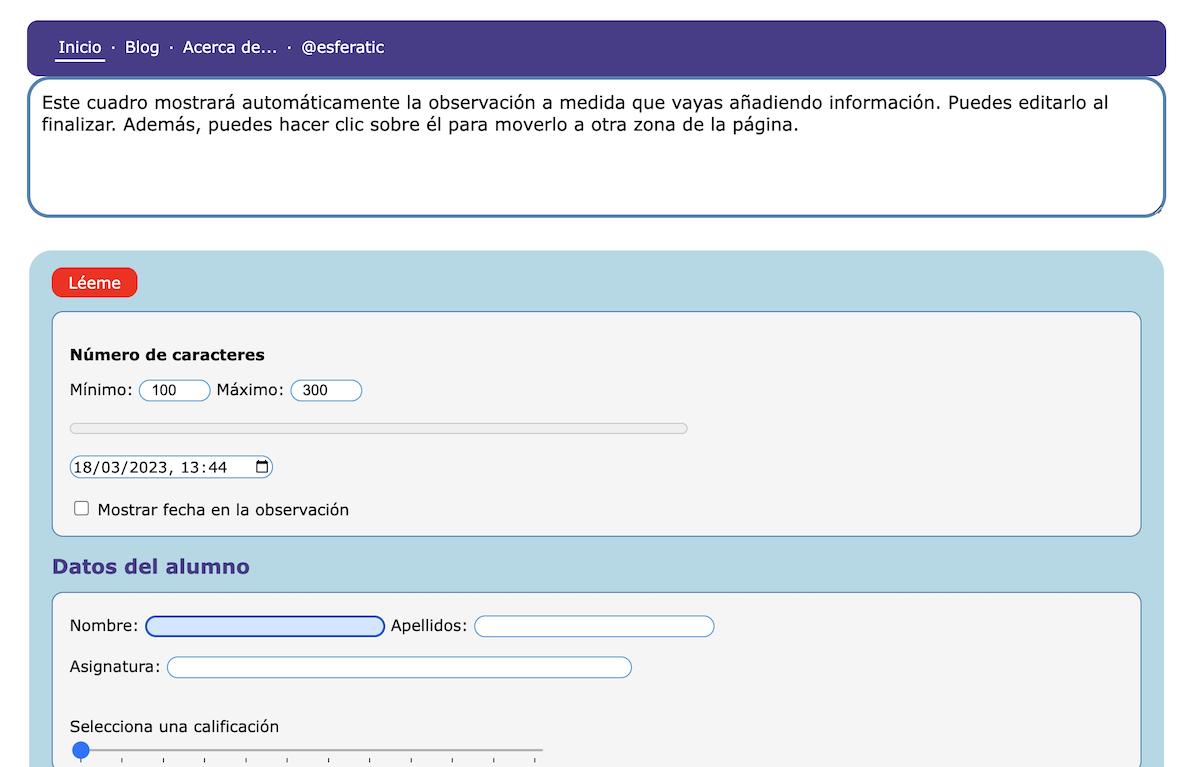 Inicio · Blog · Acerca de... · @esferatic
Este cuadro mostrará automáticamente la observación a medida que vayas añadiendo información. Puedes editarlo al
finalizar. Además, puedes hacer clic sobre él para moverlo a otra zona de la página.
Léeme
Número de caracteres
Mínimo: 100 Máximo: 300
18/03/2023, 13:44
Mostrar fecha en la observación
Datos del alumno
Nombre: Apellidos:
Asignatura:
Selecciona una calificación